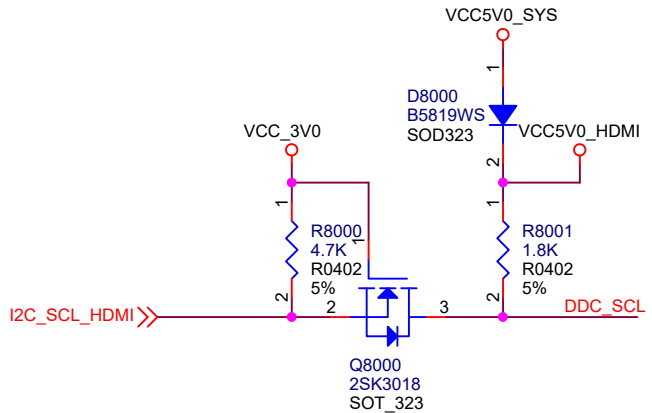 VCC5V0_SYS
1
D8000
B5819WS
SOD323
2
VCC_3V0
VCC5V0_HDMI
1
R8000
4.7K
R0402
5%
2
1
1
R8001
1.8K
R0402
5%
2
I2C_SCL_HDMI
2
3
DDC_SCL
Q8000
2SK3018
SOT_323